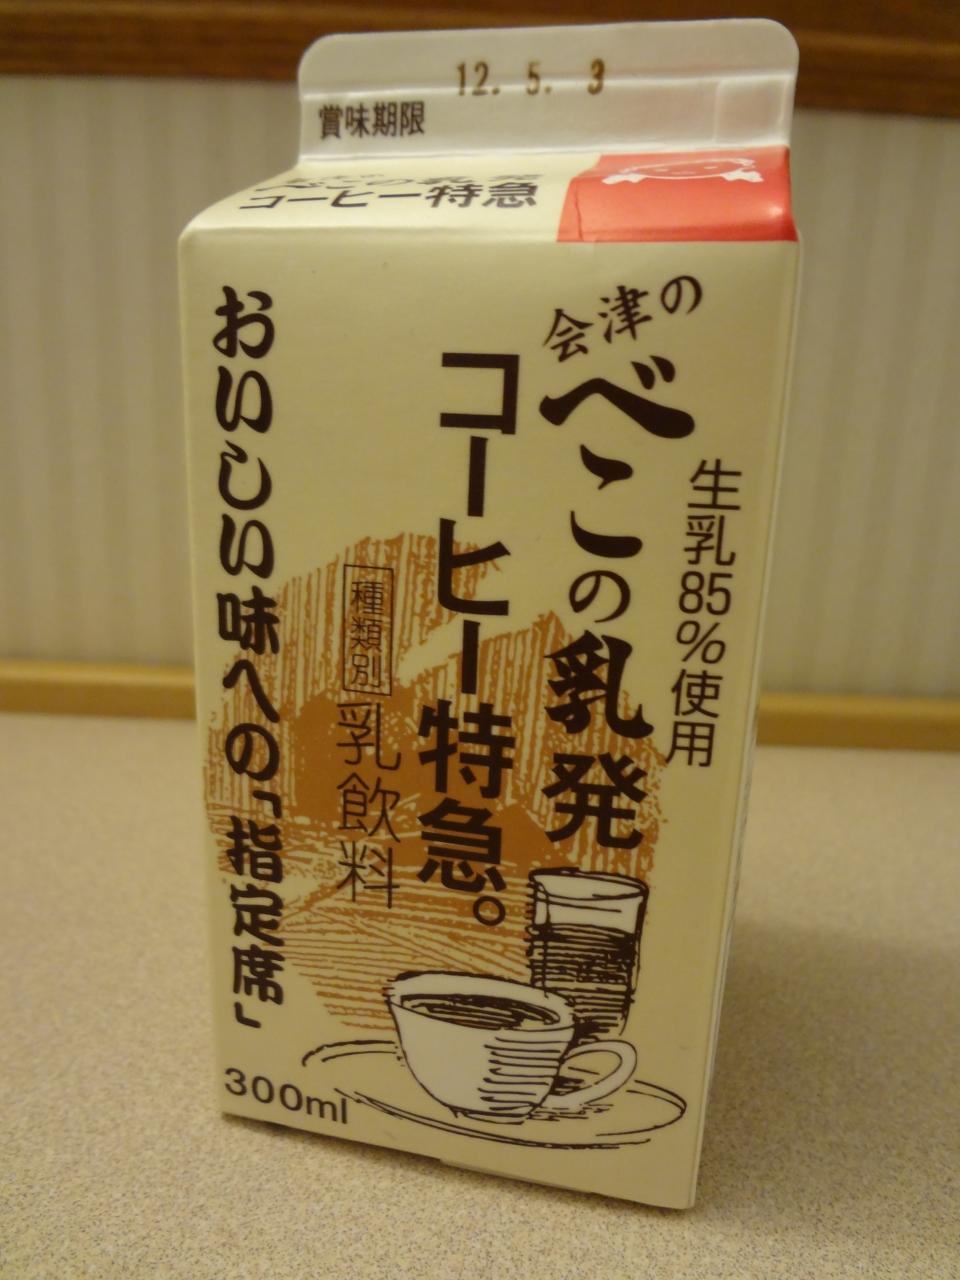 12. 5. 3
賞味期限
べこの乳発
コーヒー特急
会津の
べこの乳発
コーヒー特急。
生乳85%使用
種類別
乳飲料
おいしい味への「指定席」
300ml